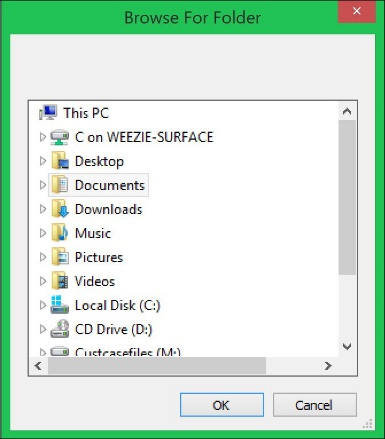 Browse For Folder
This PC
C on WEEZIE-SURFACE
Desktop
Documents
Downloads
Music
Pictures
Videos
Local Disk (C:)
CD Drive (D:)
Custcasefiles (M:)
OK
Cancel